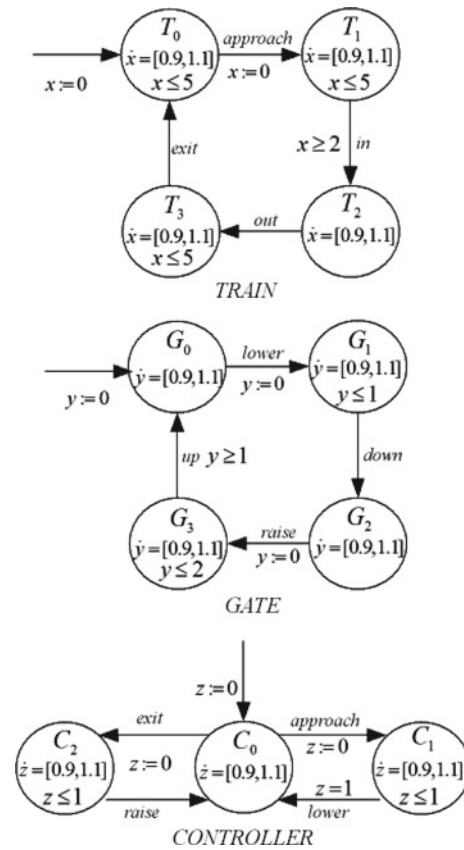 T₀ approach T₁
ẋ=[0.9,1.1] x:=0 ẋ=[0.9,1.1]
x:=0 x≤5 x≤5
exit x≥2 in
T₃ out T₂
ẋ=[0.9,1.1] ẋ=[0.9,1.1]
x≤5
TRAIN
G₀ lower G₁
ẏ=[0.9,1.1] y:=0 ẏ=[0.9,1.1]
y:=0 y≤1
up y≥1 down
G₃ raise G₂
ẏ=[0.9,1.1] y:=0 ẏ=[0.9,1.1]
y≤2
GATE
z:=0
C₂ exit C₀ approach C₁
ż=[0.9,1.1] z:=0 ż=[0.9,1.1] z:=0 ż=[0.9,1.1]
z≤1 z=1 z≤1
raise lower
CONTROLLER